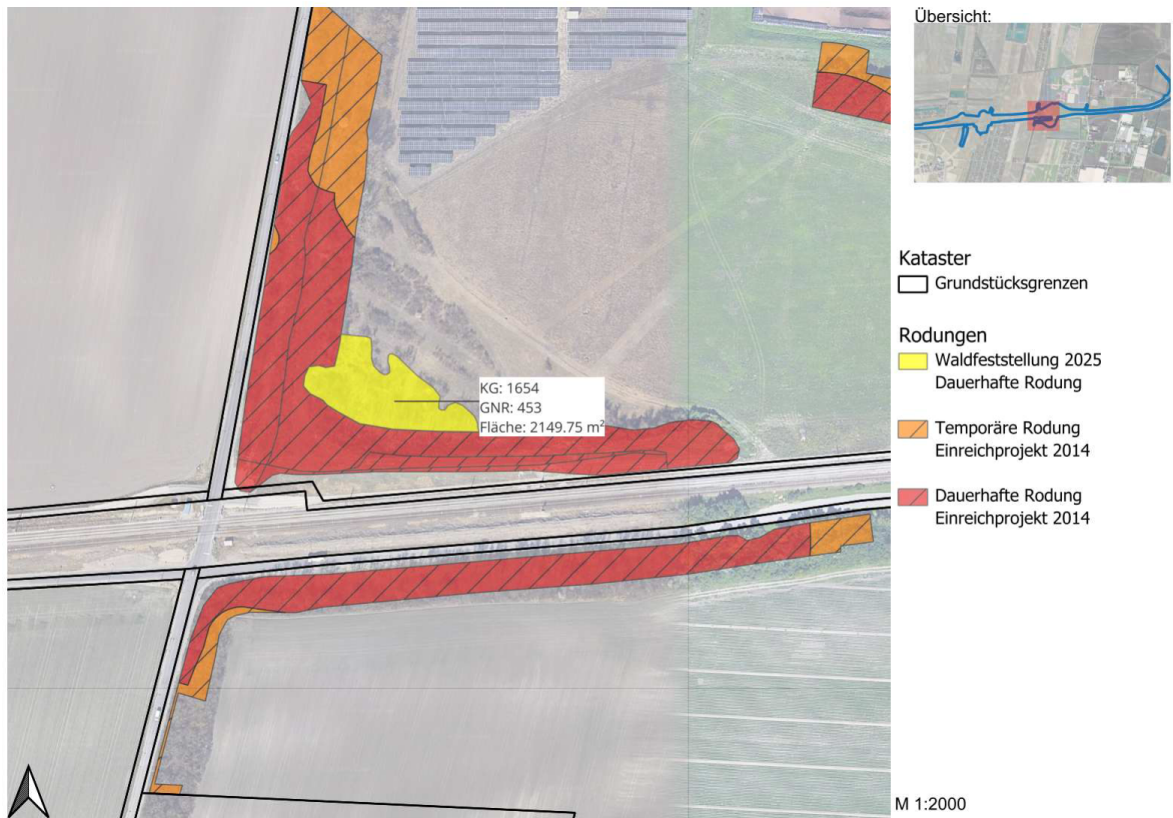 Übersicht:
KG: 1654
GNR: 453
Fläche: 2149.75 m²
Kataster
Grundstücksgrenzen
Rodungen
Waldfeststellung 2025
Dauerhafte Rodung
Temporäre Rodung
Einreichprojekt 2014
Dauerhafte Rodung
Einreichprojekt 2014
M 1:2000